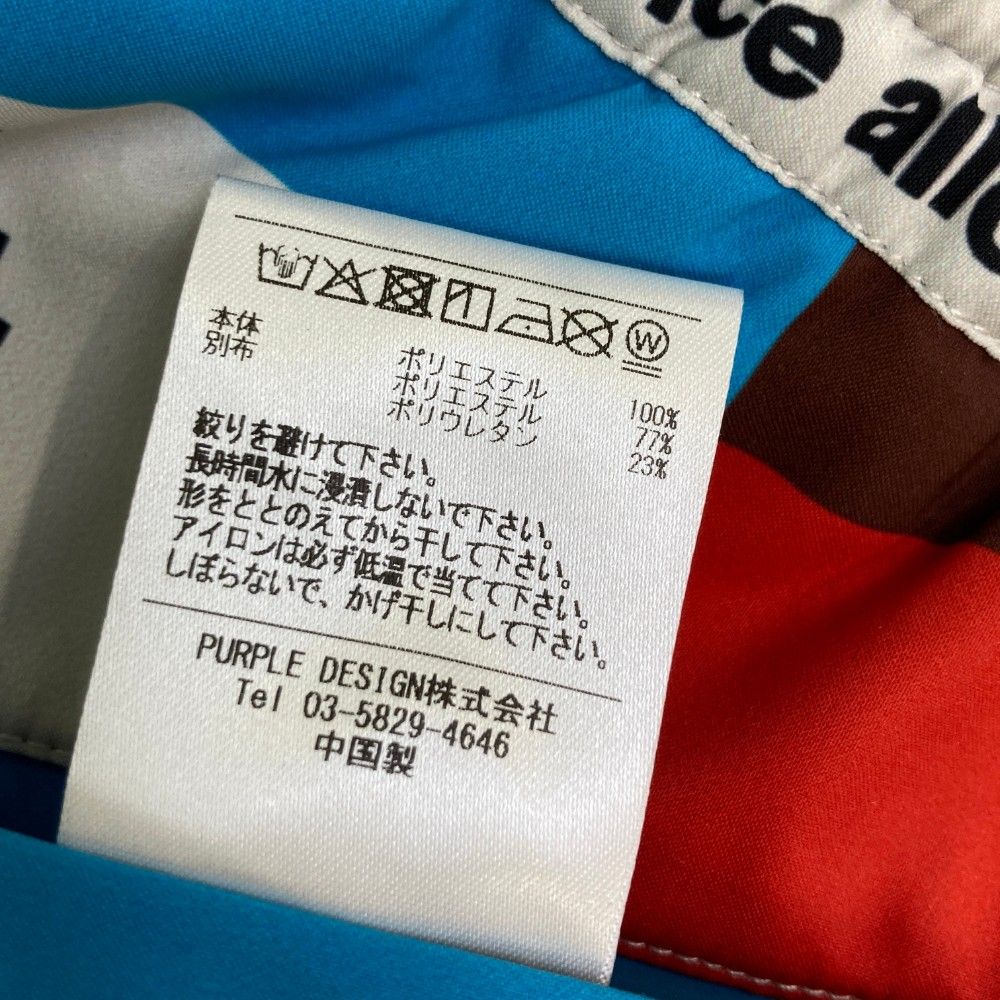 ice allo
本体
別布
ポリエステル 100%
ポリエステル 77%
ポリウレタン 23%
絞りを避けて下さい。
長時間水に浸漬しないで下さい。
形をととのえてから干して下さい。
アイロンは必ず低温で当てて下さい。
しぼらないで、かげ干しにして下さい。
PURPLE DESIGN株式会社
Tel 03-5829-4646
中国製